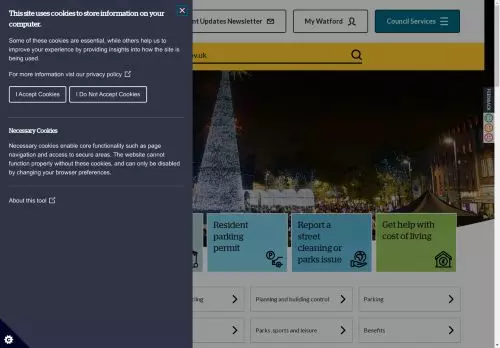 This site uses cookies to store information on your
computer.
Some of these cookies are essential, while others help us to
improve your experience by providing insights into how the site is
being used.
For more information visit our privacy policy
I Accept Cookies
I Do Not Accept Cookies
Necessary Cookies
Necessary cookies enable core functionality such as page
navigation and access to secure areas. The website cannot
function properly without these cookies, and can only be disabled
by changing your browser preferences.
About this tool
t Updates Newsletter
My Watford
Council Services
ov.uk
FEEDBACK
Resident
parking
permit
Report a
street
cleaning or
parks issue
Get help with
cost of living
cling
Planning and building control
Parking
Parks, sports and leisure
Benefits